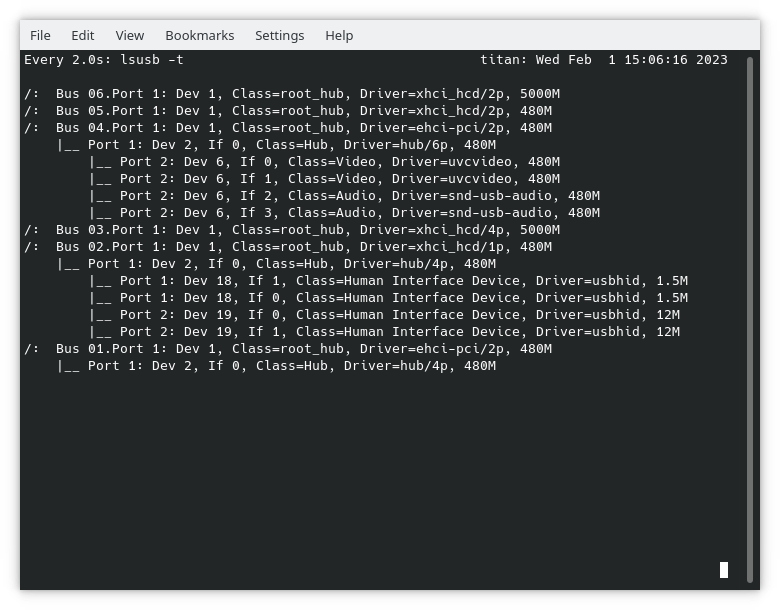 File Edit View Bookmarks Settings Help
Every 2.0s: lsusb -t titan: Wed Feb  1 15:06:16 2023
/:  Bus 06.Port 1: Dev 1, Class=root_hub, Driver=xhci_hcd/2p, 5000M
/:  Bus 05.Port 1: Dev 1, Class=root_hub, Driver=xhci_hcd/2p, 480M
/:  Bus 04.Port 1: Dev 1, Class=root_hub, Driver=ehci-pci/2p, 480M
    |__ Port 1: Dev 2, If 0, Class=Hub, Driver=hub/6p, 480M
        |__ Port 2: Dev 6, If 0, Class=Video, Driver=uvcvideo, 480M
        |__ Port 2: Dev 6, If 1, Class=Video, Driver=uvcvideo, 480M
        |__ Port 2: Dev 6, If 2, Class=Audio, Driver=snd-usb-audio, 480M
        |__ Port 2: Dev 6, If 3, Class=Audio, Driver=snd-usb-audio, 480M
/:  Bus 03.Port 1: Dev 1, Class=root_hub, Driver=xhci_hcd/4p, 5000M
/:  Bus 02.Port 1: Dev 1, Class=root_hub, Driver=xhci_hcd/1p, 480M
    |__ Port 1: Dev 2, If 0, Class=Hub, Driver=hub/4p, 480M
        |__ Port 1: Dev 18, If 1, Class=Human Interface Device, Driver=usbhid, 1.5M
        |__ Port 1: Dev 18, If 0, Class=Human Interface Device, Driver=usbhid, 1.5M
        |__ Port 2: Dev 19, If 0, Class=Human Interface Device, Driver=usbhid, 12M
        |__ Port 2: Dev 19, If 1, Class=Human Interface Device, Driver=usbhid, 12M
/:  Bus 01.Port 1: Dev 1, Class=root_hub, Driver=ehci-pci/2p, 480M
    |__ Port 1: Dev 2, If 0, Class=Hub, Driver=hub/4p, 480M